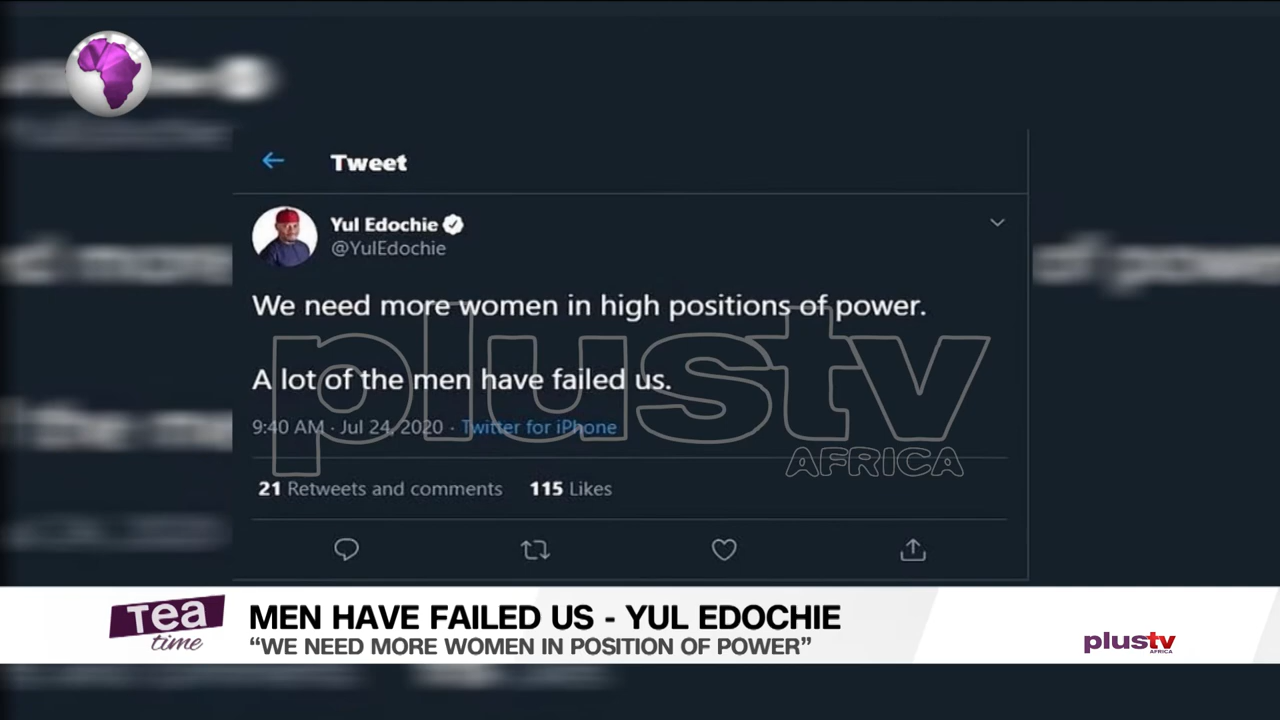 Tweet
Yul Edochie
@YulEdochie
We need more women in high positions of power.
A lot of the men have failed us.
9:40 AM · Jul 24, 2020 · Twitter for iPhone
plustv
AFRICA
21 Retweets and comments 115 Likes
Tea
time
MEN HAVE FAILED US - YUL EDOCHIE
“WE NEED MORE WOMEN IN POSITION OF POWER”
plustv
AFRICA